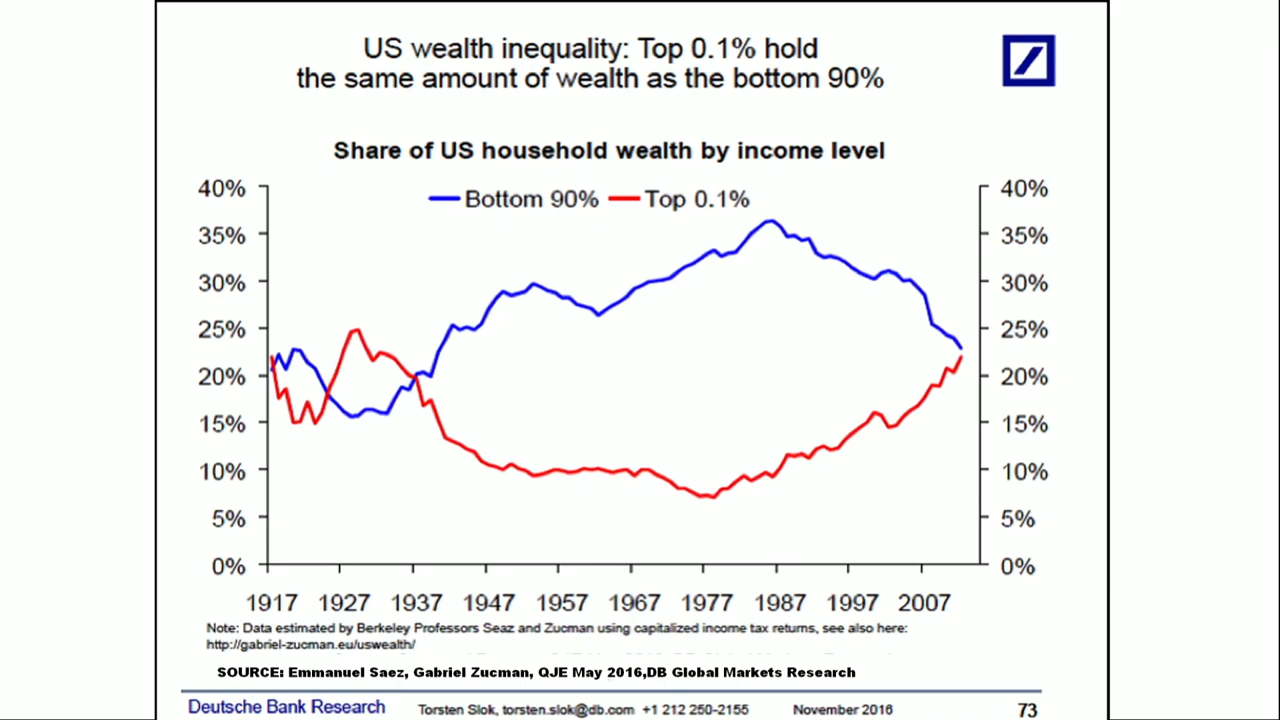 US wealth inequality: Top 0.1% hold
the same amount of wealth as the bottom 90%
Share of US household wealth by income level
Bottom 90% Top 0.1%
40% 40%
35% 35%
30% 30%
25% 25%
20% 20%
15% 15%
10% 10%
5% 5%
0% 0%
1917 1927 1937 1947 1957 1967 1977 1987 1997 2007
Note: Data estimated by Berkeley Professors Seaz and Zucman using capitalized income tax returns, see also here:
http://gabriel-zucman.eu/uswealth/
SOURCE: Emmanuel Saez, Gabriel Zucman, QJE May 2016,DB Global Markets Research
Deutsche Bank Research Torsten Slok, torsten.slok@db.com +1 212 250-2155 November 2016 73